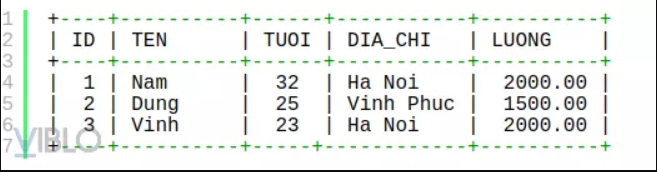 1 +----+----------+------+-----------+----------+
2 | ID | TEN      | TUOI | DIA_CHI   | LUONG    |
3 +----+----------+------+-----------+----------+
4 |  1 | Nam      |  32  | Ha Noi    |  2000.00 |
5 |  2 | Dung     |  25  | Vinh Phuc |  1500.00 |
6 |  3 | Vinh     |  23  | Ha Noi    |  2000.00 |
7 +----+----------+-----+------------+----------+
VIBLO